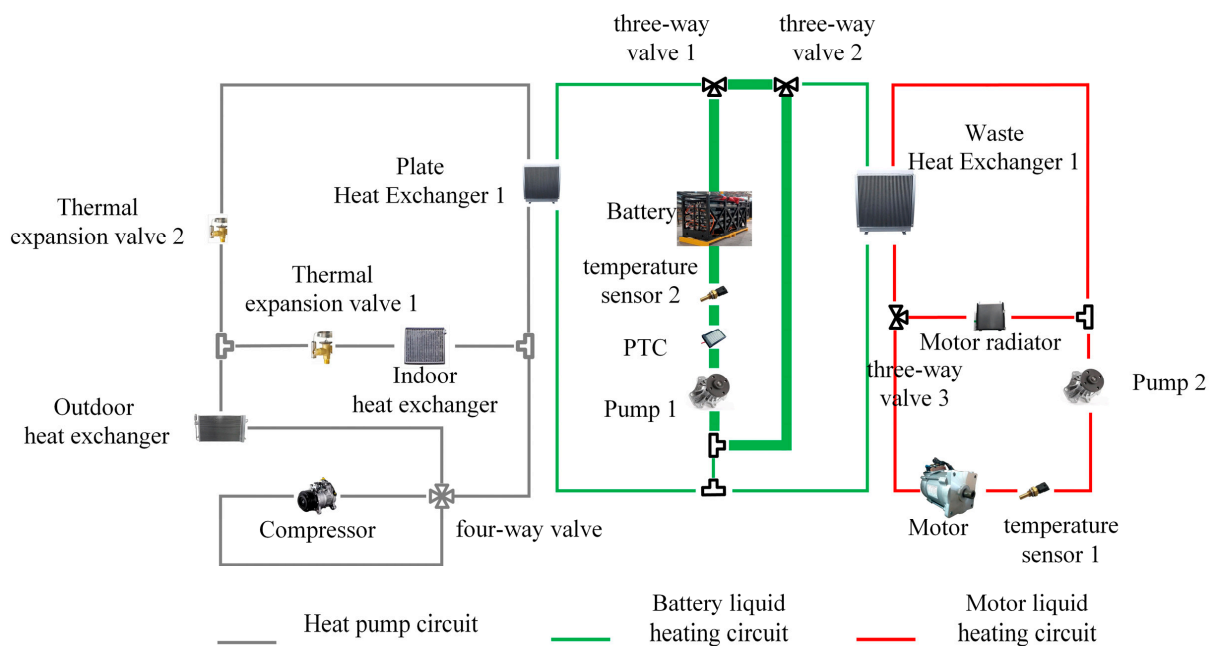 three-way
valve 1
three-way
valve 2
Plate
Heat Exchanger 1
Waste
Heat Exchanger 1
Thermal
expansion valve 2
Battery
temperature
sensor 2
Thermal
expansion valve 1
PTC
Motor radiator
Indoor
heat exchanger
three-way
valve 3
Pump 2
Pump 1
Outdoor
heat exchanger
Compressor
four-way valve
Motor
temperature
sensor 1
Heat pump circuit
Battery liquid
heating circuit
Motor liquid
heating circuit